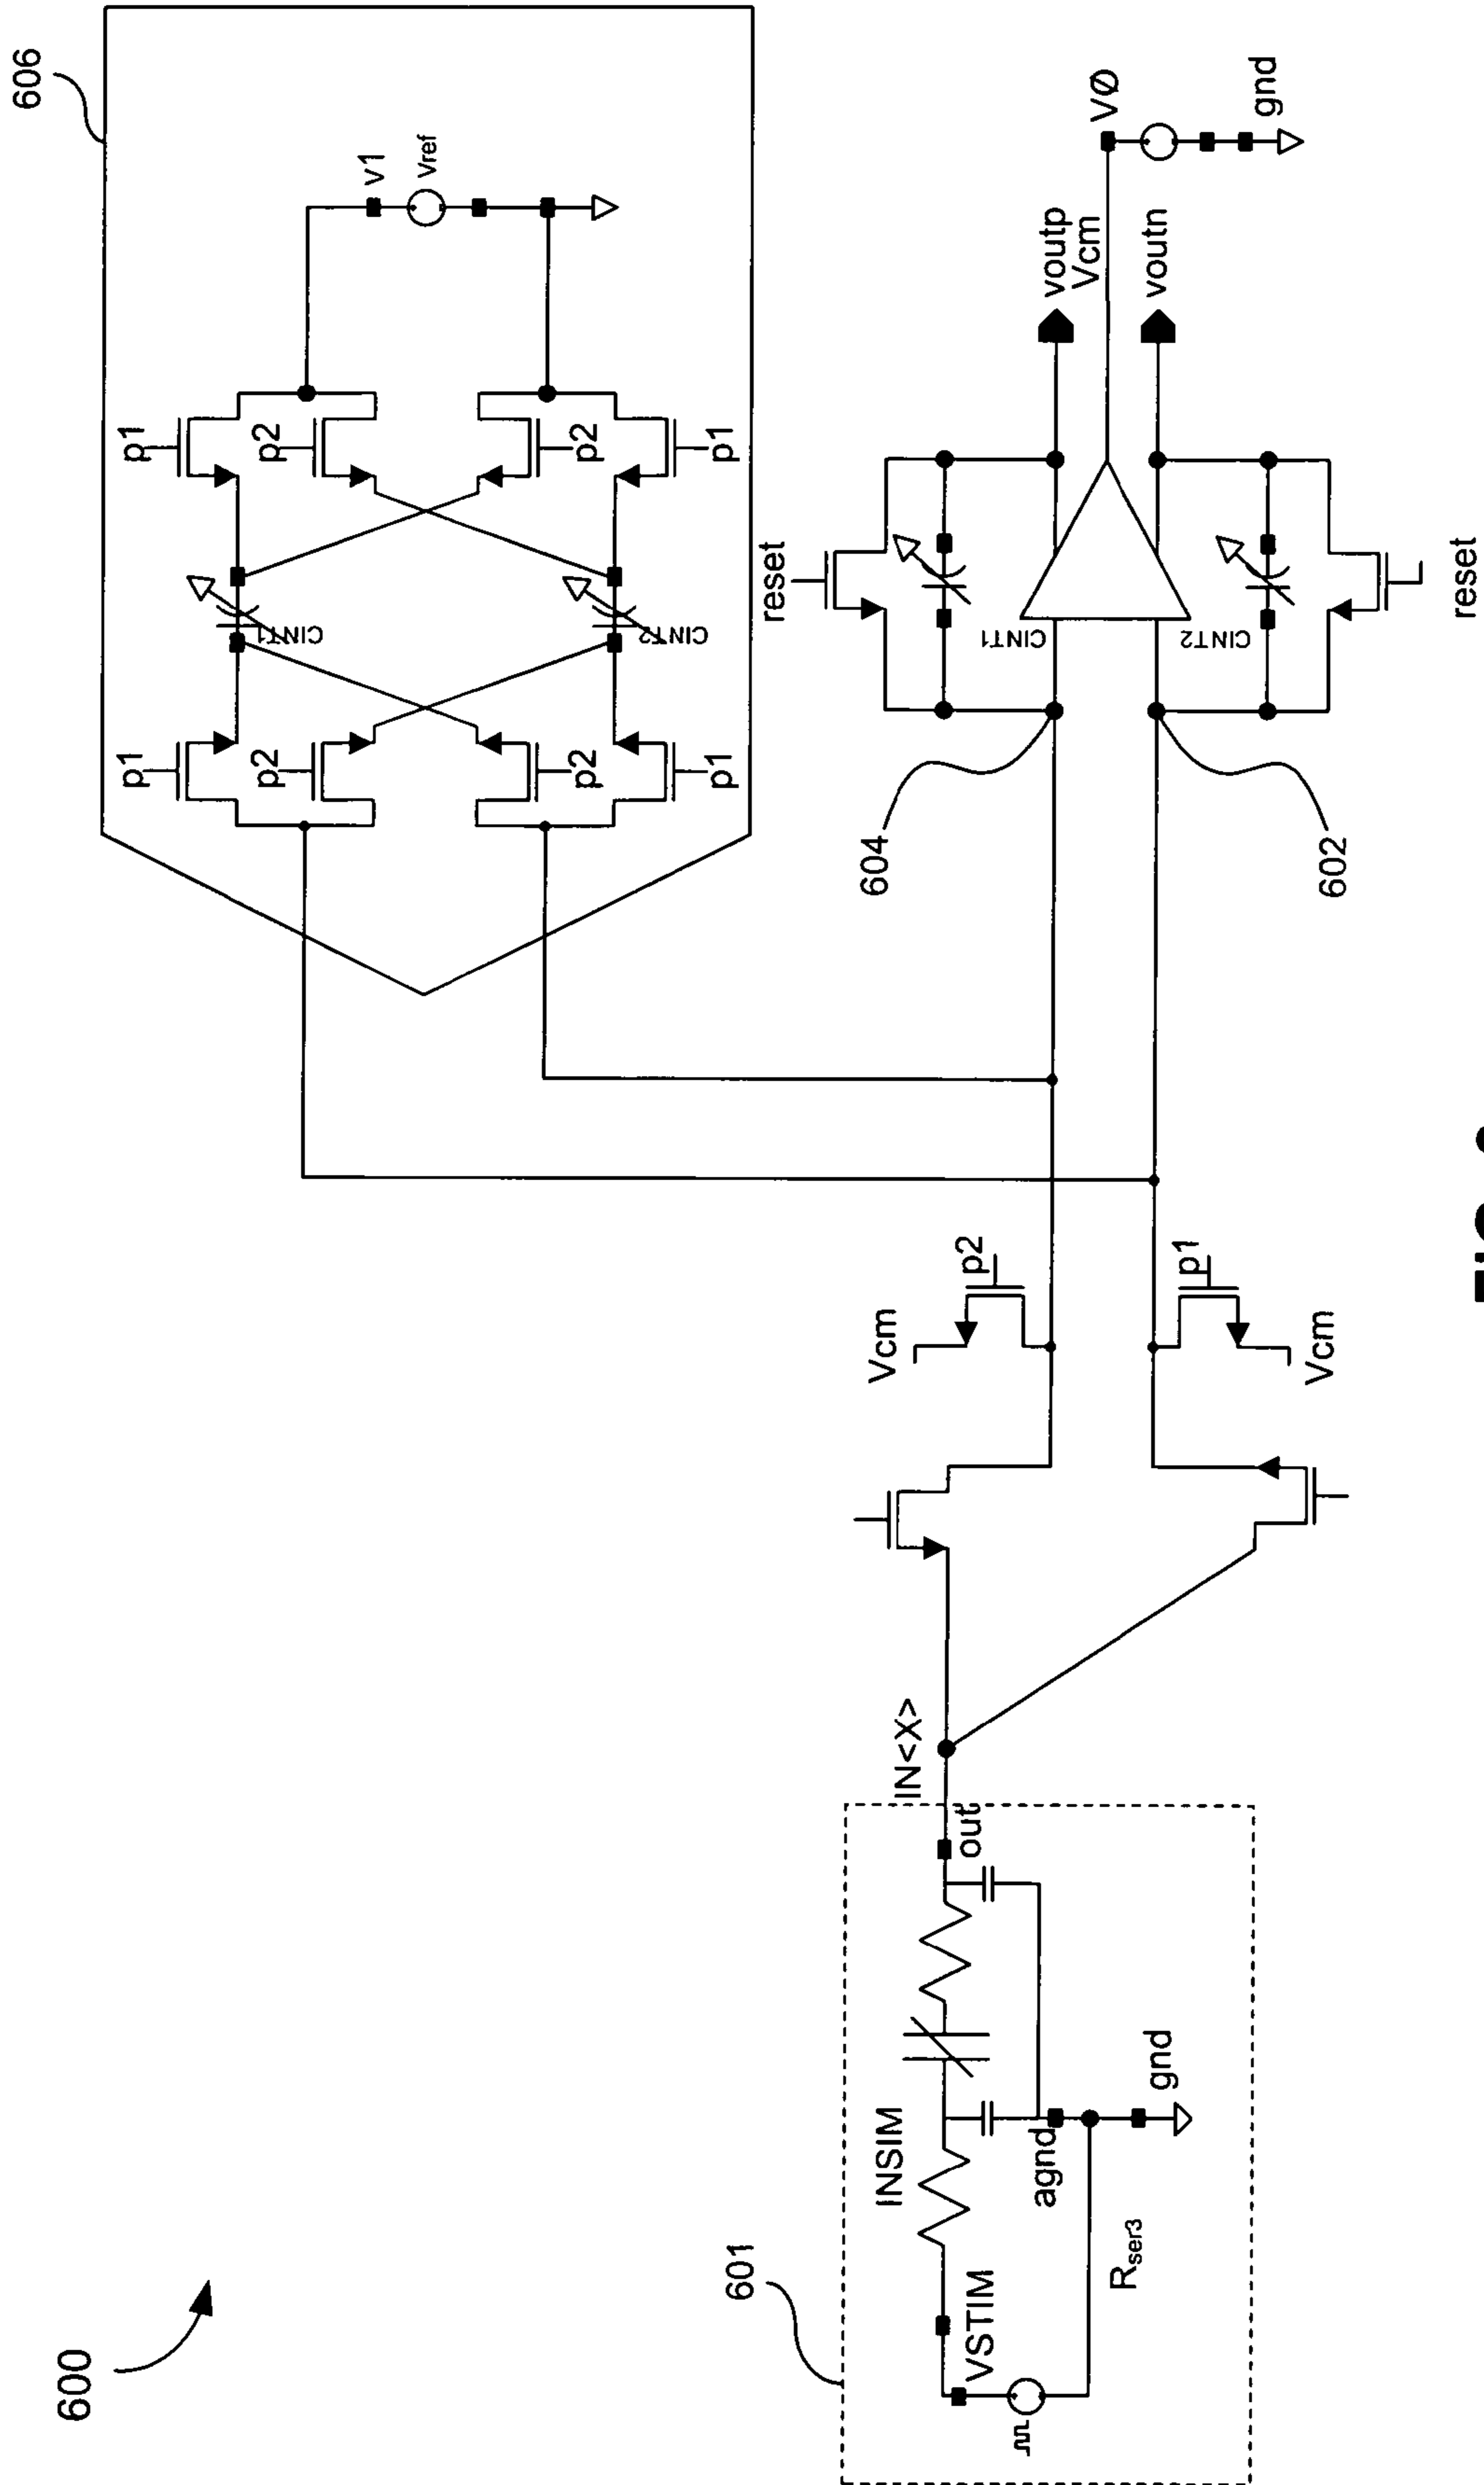 606
V1
Vref
p1
p2
p2
p1
CINT1
CINT2
p1
p2
p2
p1
VØ
gnd
voutp
Vcm
voutn
reset
CINT1
CINT2
reset
604
602
p2
p1
Vcm
Vcm
IN<X>
out
INSIM
agnd
gnd
Rser3
VSTIM
601
600